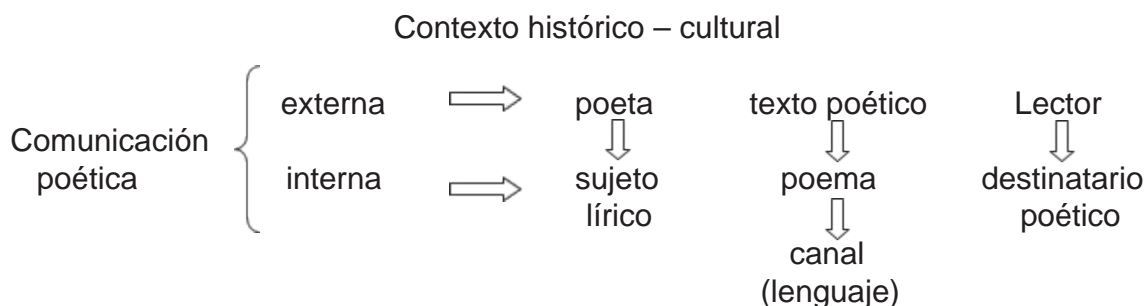 Contexto histórico – cultural
externa poeta texto poético Lector
Comunicación
poética
interna sujeto poema destinatario
lírico poético
canal
(lenguaje)